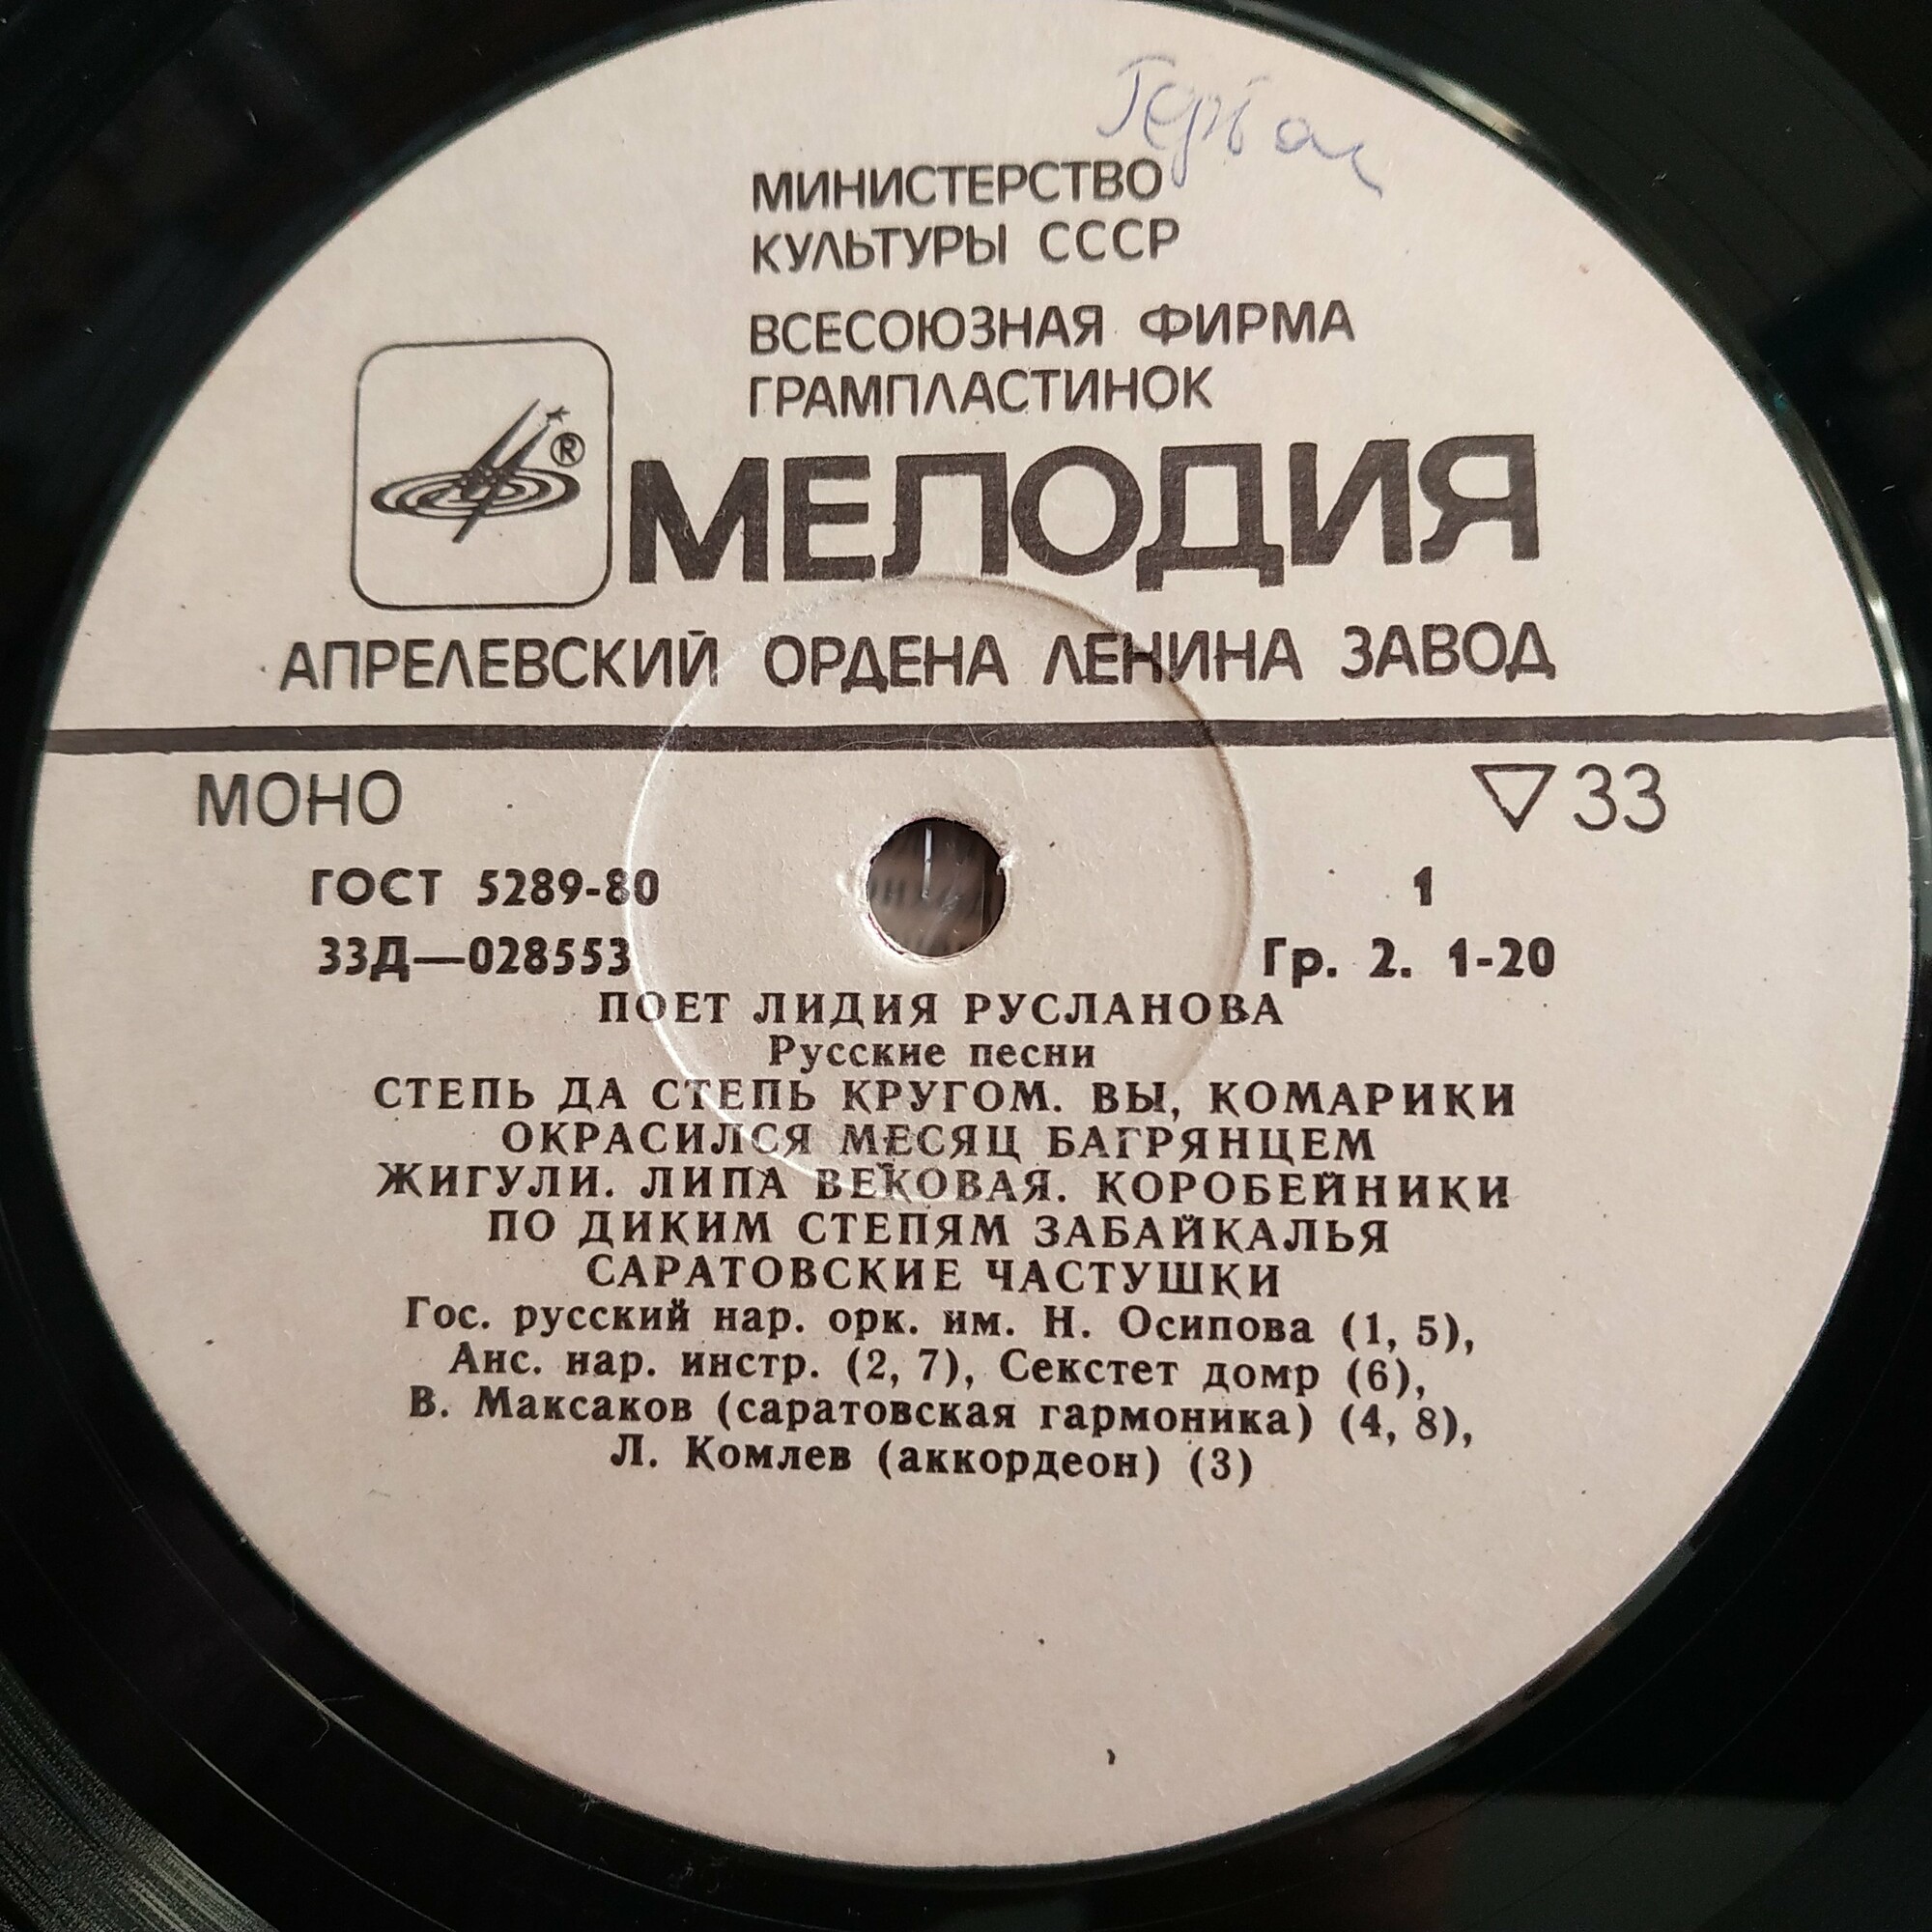 МИНИСТЕРСТВО
КУЛЬТУРЫ СССР
ВСЕСОЮЗНАЯ ФИРМА
ГРАМПЛАСТИНОК
®
МЕЛОДИЯ
АПРЕЛЕВСКИЙ ОРДЕНА ЛЕНИНА ЗАВОД
МОНО ▽ 33
ГОСТ 5289-80 1
33Д—028553 Гр. 2. 1-20
ПОЕТ ЛИДИЯ РУСЛАНОВА
Русские песни
СТЕПЬ ДА СТЕПЬ КРУГОМ. ВЫ, КОМАРИКИ
ОКРАСИЛСЯ МЕСЯЦ БАГРЯНЦЕМ
ЖИГУЛИ. ЛИПА ВЕКОВАЯ. КОРОБЕЙНИКИ
ПО ДИКИМ СТЕПЯМ ЗАБАЙКАЛЬЯ
САРАТОВСКИЕ ЧАСТУШКИ
Гос. русский нар. орк. им. Н. Осипова (1, 5),
Анс. нар. инстр. (2, 7), Секстет домр (6),
В. Максаков (саратовская гармоника) (4, 8),
Л. Комлев (аккордеон) (3)